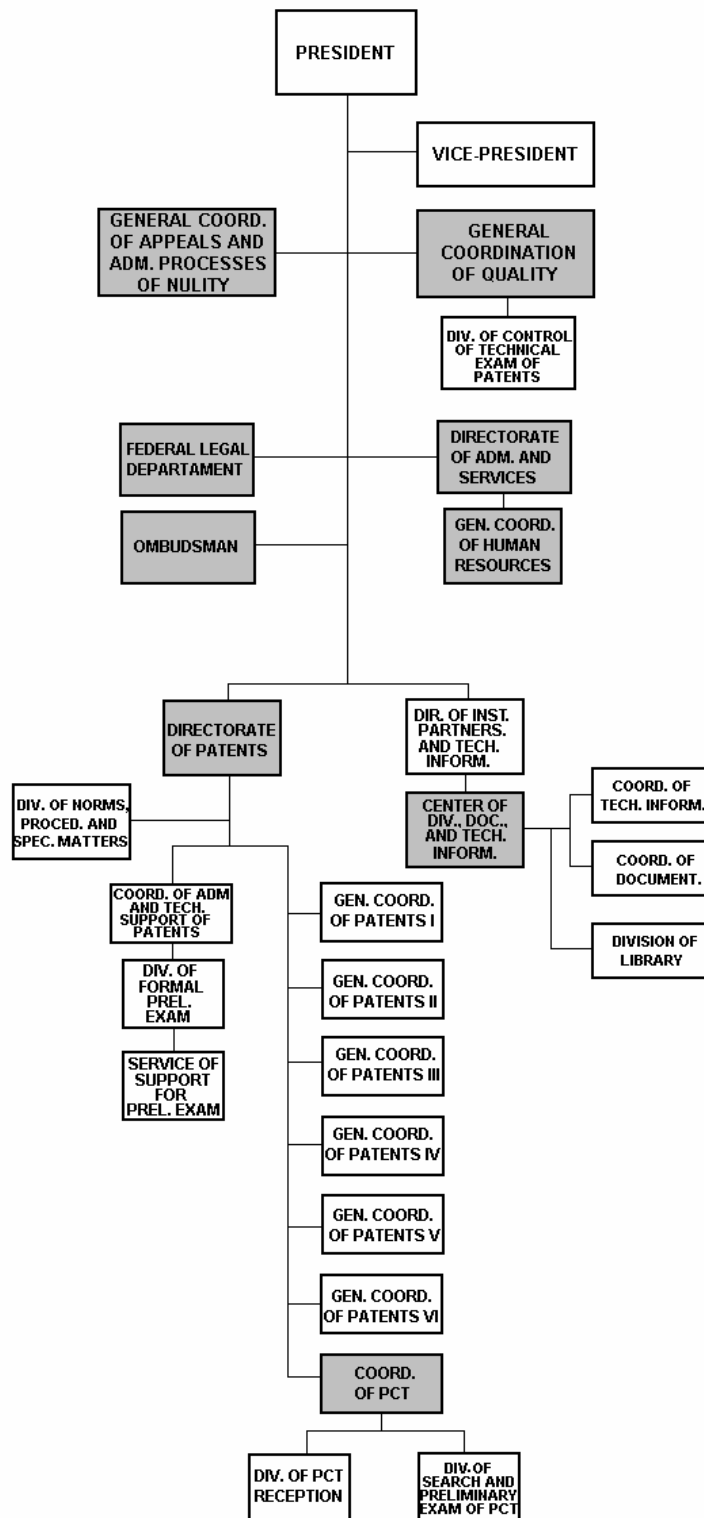 PRESIDENT
VICE-PRESIDENT
GENERAL COORD.
OF APPEALS AND
ADM. PROCESSES
OF NULITY
GENERAL
COORDINATION
OF QUALITY
DIV. OF CONTROL
OF TECHNICAL
EXAM OF
PATENTS
FEDERAL LEGAL
DEPARTAMENT
DIRECTORATE
OF ADM. AND
SERVICES
OMBUDSMAN
GEN. COORD.
OF HUMAN
RESOURCES
DIRECTORATE
OF PATENTS
DIR. OF INST.
PARTNERS.
AND TECH.
INFORM.
DIV. OF NORMS,
PROCED. AND
SPEC. MATTERS
CENTER OF
DIV., DOC.,
AND TECH.
INFORM.
COORD. OF
TECH. INFORM.
COORD. OF
DOCUMENT.
DIVISION OF
LIBRARY
COORD. OF ADM
AND TECH.
SUPPORT OF
PATENTS
DIV. OF
FORMAL
PREL.
EXAM
SERVICE OF
SUPPORT
FOR
PREL. EXAM
GEN. COORD.
OF PATENTS I
GEN. COORD.
OF PATENTS II
GEN. COORD.
OF PATENTS III
GEN. COORD.
OF PATENTS IV
GEN. COORD.
OF PATENTS V
GEN. COORD.
OF PATENTS VI
COORD.
OF PCT
DIV. OF PCT
RECEPTION
DIV. OF
SEARCH AND
PRELIMINARY
EXAM OF PCT